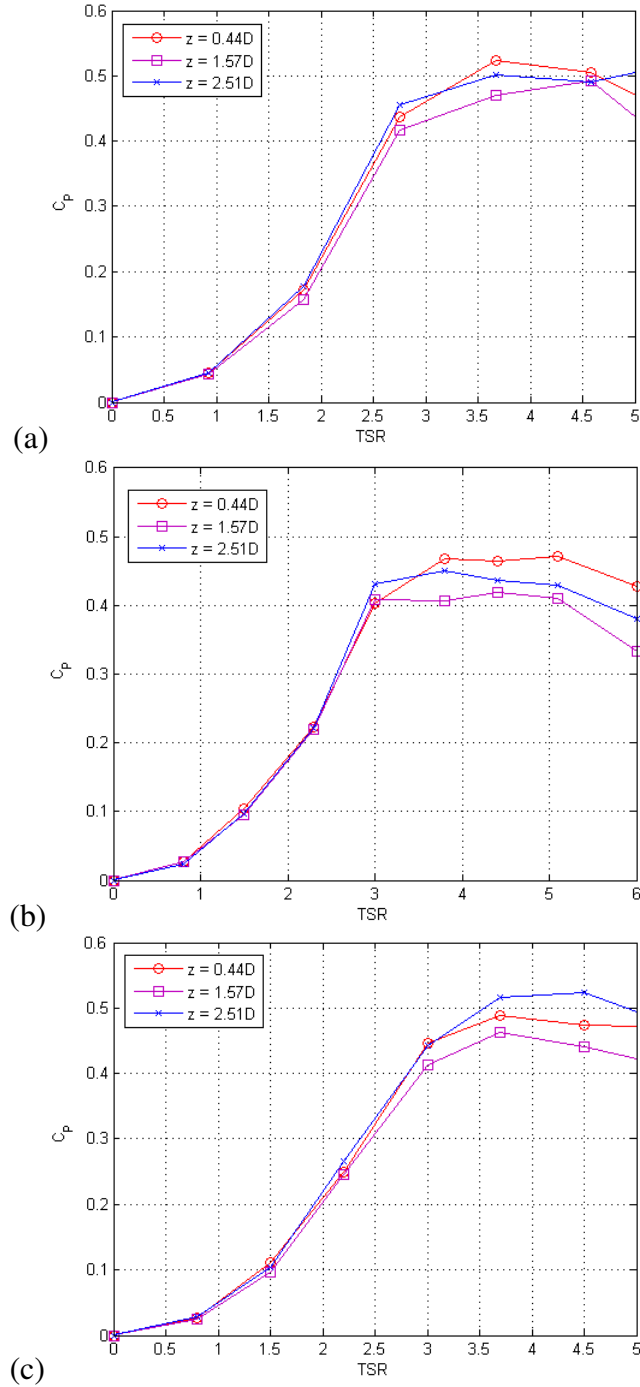 0.6
0.5
0.4
0.3
0.2
0.1
0
C_P
z = 0.44D
z = 1.57D
z = 2.51D
0 0.5 1 1.5 2 2.5 3 3.5 4 4.5 5
TSR
(a)
0.6
0.5
0.4
0.3
0.2
0.1
0
C_P
z = 0.44D
z = 1.57D
z = 2.51D
0 1 2 3 4 5 6
TSR
(b)
0.6
0.5
0.4
0.3
0.2
0.1
0
C_P
z = 0.44D
z = 1.57D
z = 2.51D
0 0.5 1 1.5 2 2.5 3 3.5 4 4.5 5
TSR
(c)